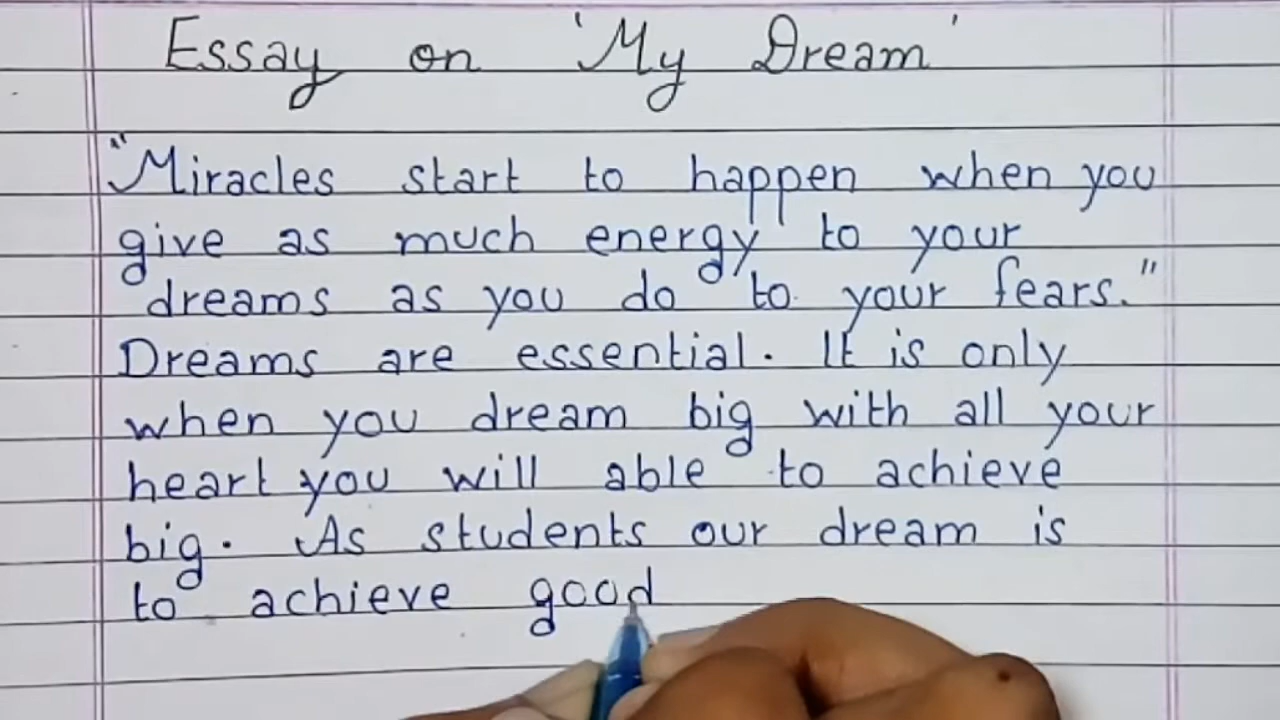 Essay on 'My Dream'
"Miracles start to happen when you
give as much energy to your
dreams as you do to your fears."
Dreams are essential. It is only
when you dream big with all your
heart you will able to achieve
big. As students our dream is
to achieve good